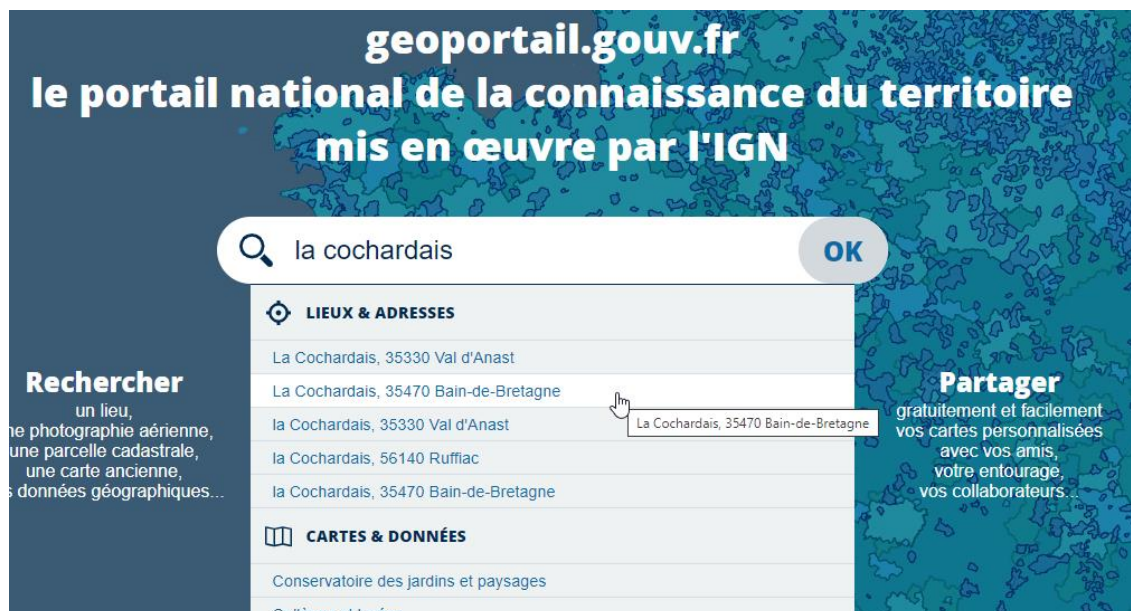 geoportail.gouv.fr
le portail national de la connaissance du territoire
mis en œuvre par l'IGN
la cochardais
OK
LIEUX & ADRESSES
La Cochardais, 35330 Val d'Anast
La Cochardais, 35470 Bain-de-Bretagne
la Cochardais, 35330 Val d'Anast
la Cochardais, 56140 Ruffiac
la Cochardais, 35470 Bain-de-Bretagne
CARTES & DONNÉES
Conservatoire des jardins et paysages
La Cochardais, 35470 Bain-de-Bretagne
Rechercher
un lieu,
photographie aérienne,
une parcelle cadastrale,
une carte ancienne,
données géographiques...
Partager
gratuitement et facilement
vos cartes personnalisées
avec vos amis,
votre entourage,
vos collaborateurs...